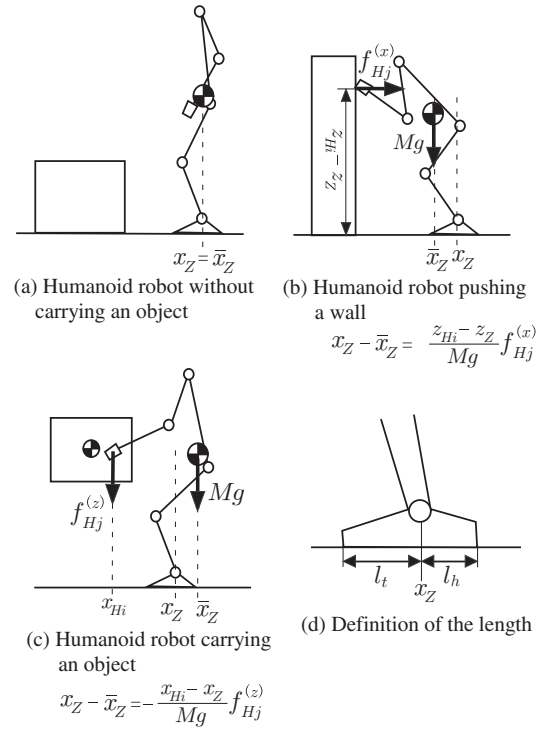 x_Z = x̄_Z
(a) Humanoid robot without
carrying an object
f_{Hj}^{(x)}
z_{Hi} − z_Z
Mg
x̄_Z x_Z
(b) Humanoid robot pushing
a wall
x_Z − x̄_Z = \frac{z_{Hi} − z_Z}{Mg} f_{Hj}^{(x)}
f_{Hj}^{(z)}
Mg
x_{Hi} x_Z x̄_Z
(c) Humanoid robot carrying
an object
x_Z − x̄_Z = −\frac{x_{Hi} − x_Z}{Mg} f_{Hj}^{(z)}
l_t l_h
x_Z
(d) Definition of the length